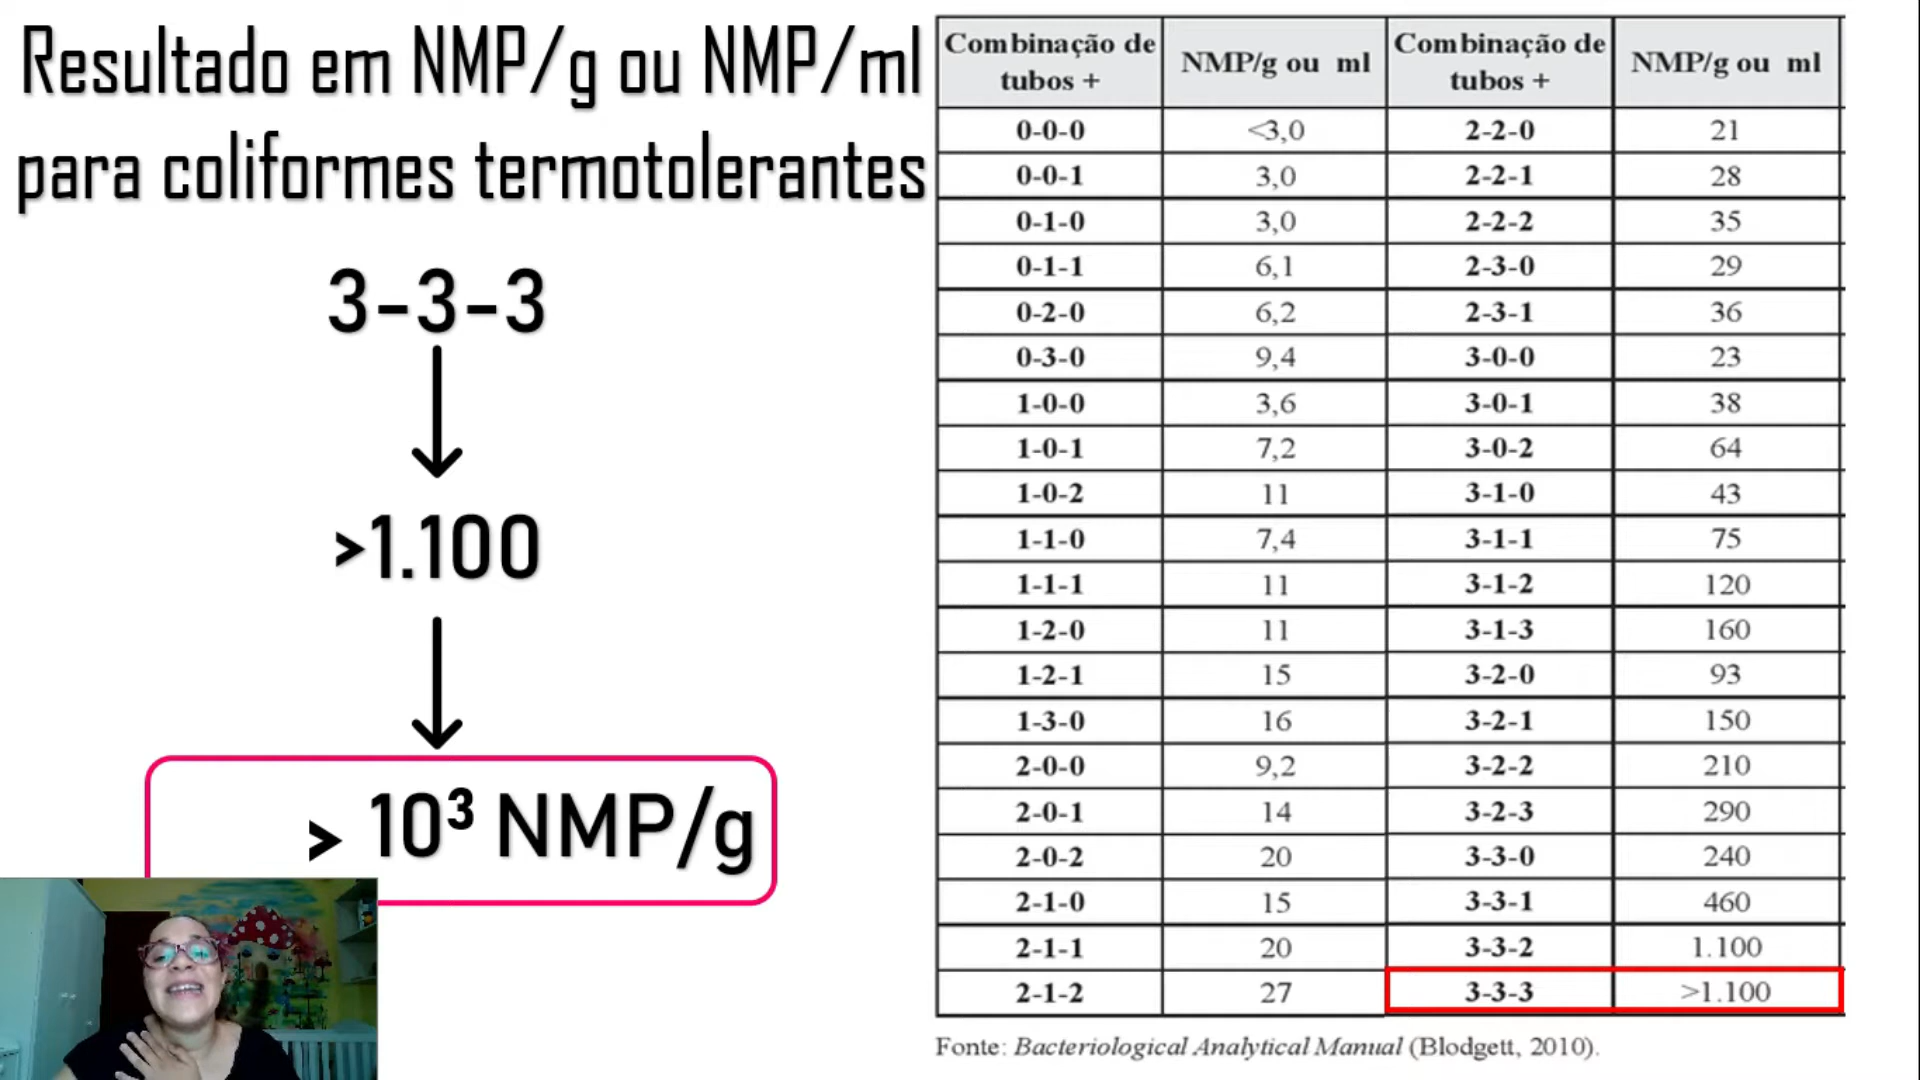 Resultado em NMP/g ou NMP/ml
para coliformes termotolerantes
3-3-3
>1.100
> 10³ NMP/g
Combinação de tubos + NMP/g ou ml Combinação de tubos + NMP/g ou ml
0-0-0 <3,0 2-2-0 21
0-0-1 3,0 2-2-1 28
0-1-0 3,0 2-2-2 35
0-1-1 6,1 2-3-0 29
0-2-0 6,2 2-3-1 36
0-3-0 9,4 3-0-0 23
1-0-0 3,6 3-0-1 38
1-0-1 7,2 3-0-2 64
1-0-2 11 3-1-0 43
1-1-0 7,4 3-1-1 75
1-1-1 11 3-1-2 120
1-2-0 11 3-1-3 160
1-2-1 15 3-2-0 93
1-3-0 16 3-2-1 150
2-0-0 9,2 3-2-2 210
2-0-1 14 3-2-3 290
2-0-2 20 3-3-0 240
2-1-0 15 3-3-1 460
2-1-1 20 3-3-2 1.100
2-1-2 27 3-3-3 >1.100
Fonte: Bacteriological Analytical Manual (Blodgett, 2010).